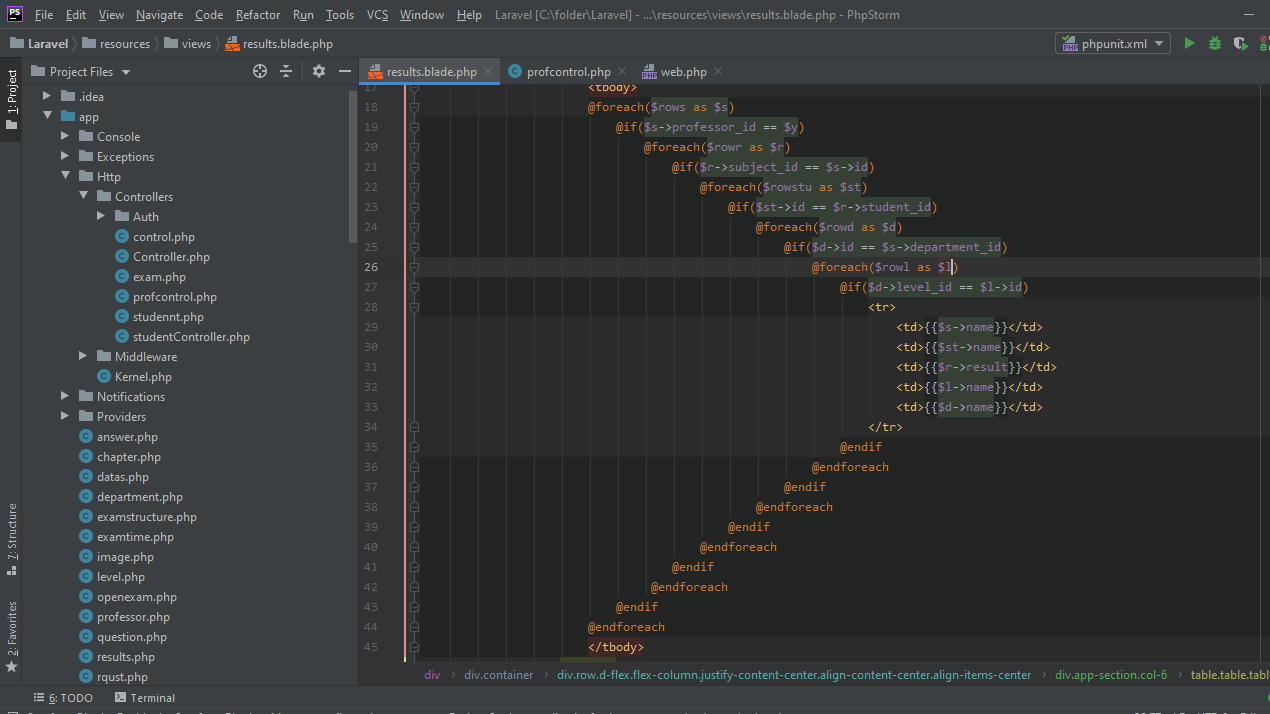 PS File Edit View Navigate Code Refactor Run Tools VCS Window Help Laravel [C:\folder\Laravel] - ...\resources\views\results.blade.php - PhpStorm
Laravel resources views results.blade.php phpunit.xml
1: Project
7: Structure
2: Favorites
Project Files
.idea
app
Console
Exceptions
Http
Controllers
Auth
control.php
Controller.php
exam.php
profcontrol.php
studennt.php
studentController.php
Middleware
Kernel.php
Notifications
Providers
answer.php
chapter.php
datas.php
department.php
examstructure.php
examtime.php
image.php
level.php
openexam.php
professor.php
question.php
results.php
rqust.php
results.blade.php profcontrol.php web.php
17 <tbody>
18 @foreach($rows as $s)
19 @if($s->professor_id == $y)
20 @foreach($rowr as $r)
21 @if($r->subject_id == $s->id)
22 @foreach($rowstu as $st)
23 @if($st->id == $r->student_id)
24 @foreach($rowd as $d)
25 @if($d->id == $s->department_id)
26 @foreach($rowl as $l)
27 @if($d->level_id == $l->id)
28 <tr>
29 <td>{{$s->name}}</td>
30 <td>{{$st->name}}</td>
31 <td>{{$r->result}}</td>
32 <td>{{$l->name}}</td>
33 <td>{{$d->name}}</td>
34 </tr>
35 @endif
36 @endforeach
37 @endif
38 @endforeach
39 @endif
40 @endforeach
41 @endif
42 @endforeach
43 @endif
44 @endforeach
45 </tbody>
div div.container div.row.d-flex.flex-column.justify-content-center.align-content-center.align-items-center div.app-section.col-6 table.table.tabl
6: TODO Terminal